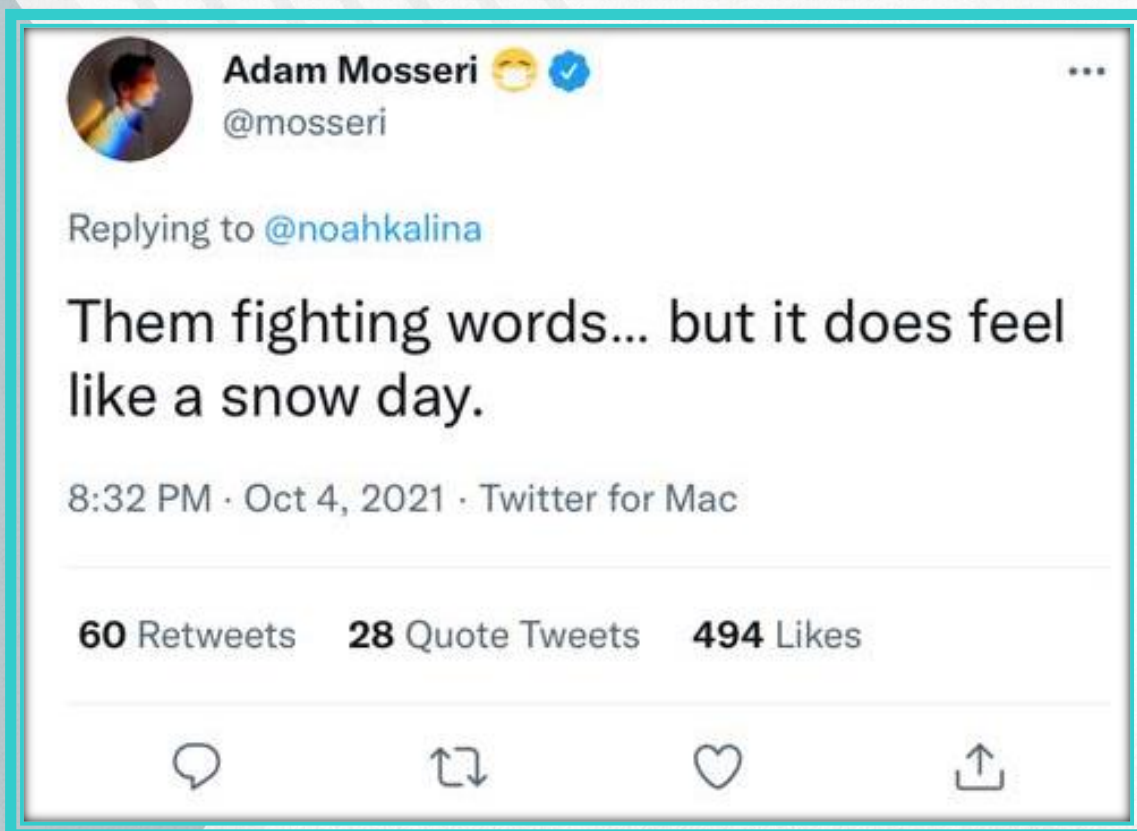 Adam Mosseri 😷
@mosseri
Replying to @noahkalina
Them fighting words... but it does feel
like a snow day.
8:32 PM · Oct 4, 2021 · Twitter for Mac
60 Retweets 28 Quote Tweets 494 Likes